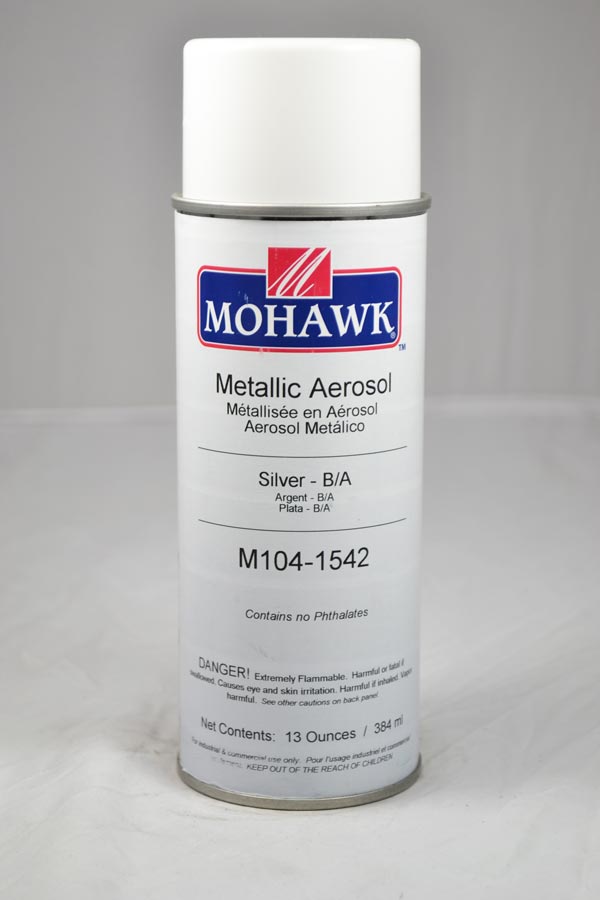 MOHAWK®
TM
Metallic Aerosol
Métallisée en Aérosol
Aerosol Metálico
Silver - B/A
Argent - B/A
Plata - B/A
M104-1542
Contains no Phthalates
DANGER! Extremely Flammable. Harmful or fatal if
swallowed. Causes eye and skin irritation. Harmful if inhaled. Vapor
harmful. See other cautions on back panel.
Net Contents: 13 Ounces / 384 ml
For industrial & commercial use only. Pour l'usage industriel et commercial
KEEP OUT OF THE REACH OF CHILDREN.